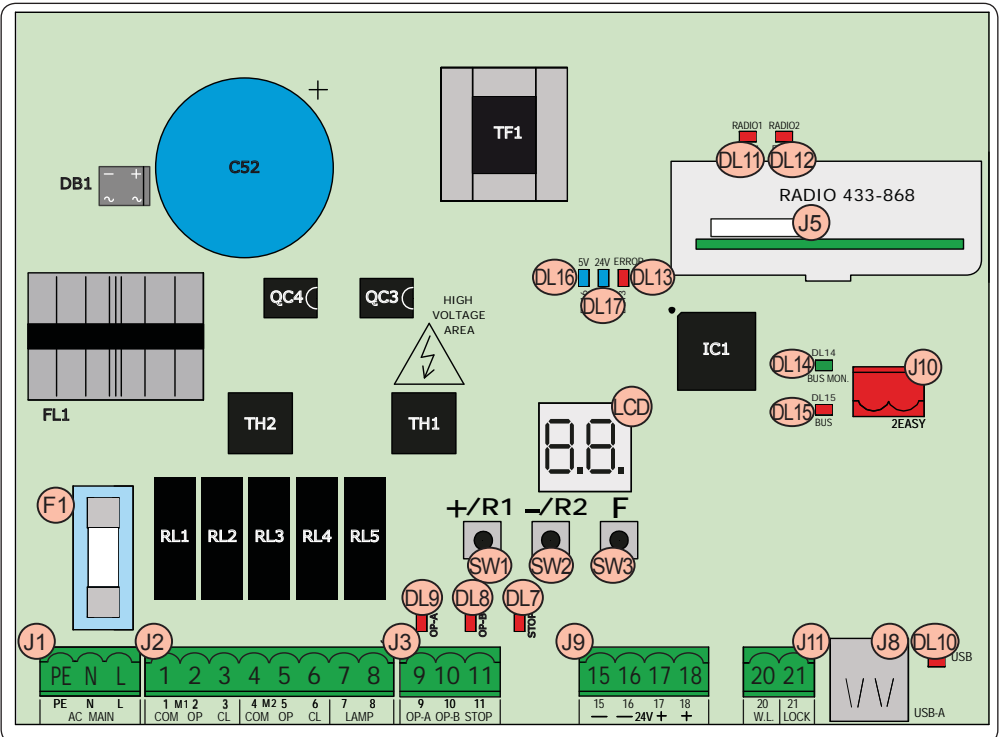 +
TF1
RADIO1 RADIO2
DL11 DL12
C52
DB1
− +
~ ~
RADIO 433-868
J5
5V 24V ERROR
DL16 DL13
DL17
QC4 QC3
HIGH
VOLTAGE
AREA
IC1
DL14
DL14
BUS MON.
J10
DL15
DL15
BUS
2EASY
FL1
TH2 TH1
LCD
8.8.
F1
+/R1 −/R2 F
RL1 RL2 RL3 RL4 RL5
SW1 SW2 SW3
DL9 DL8 DL7
OP-A OP-B STOP
J1 J2 J3 J9 J11 J8 DL10
USB
PE N L 1 2 3 4 5 6 7 8 9 10 11 15 16 17 18 20 21
PE N L 1 M1 2 3 4 M2 5 6 7 8 9 10 11 15 16 17 18 20 21
AC MAIN COM OP CL COM OP CL LAMP OP-A OP-B STOP − − 24V + + W.L. LOCK
USB-A